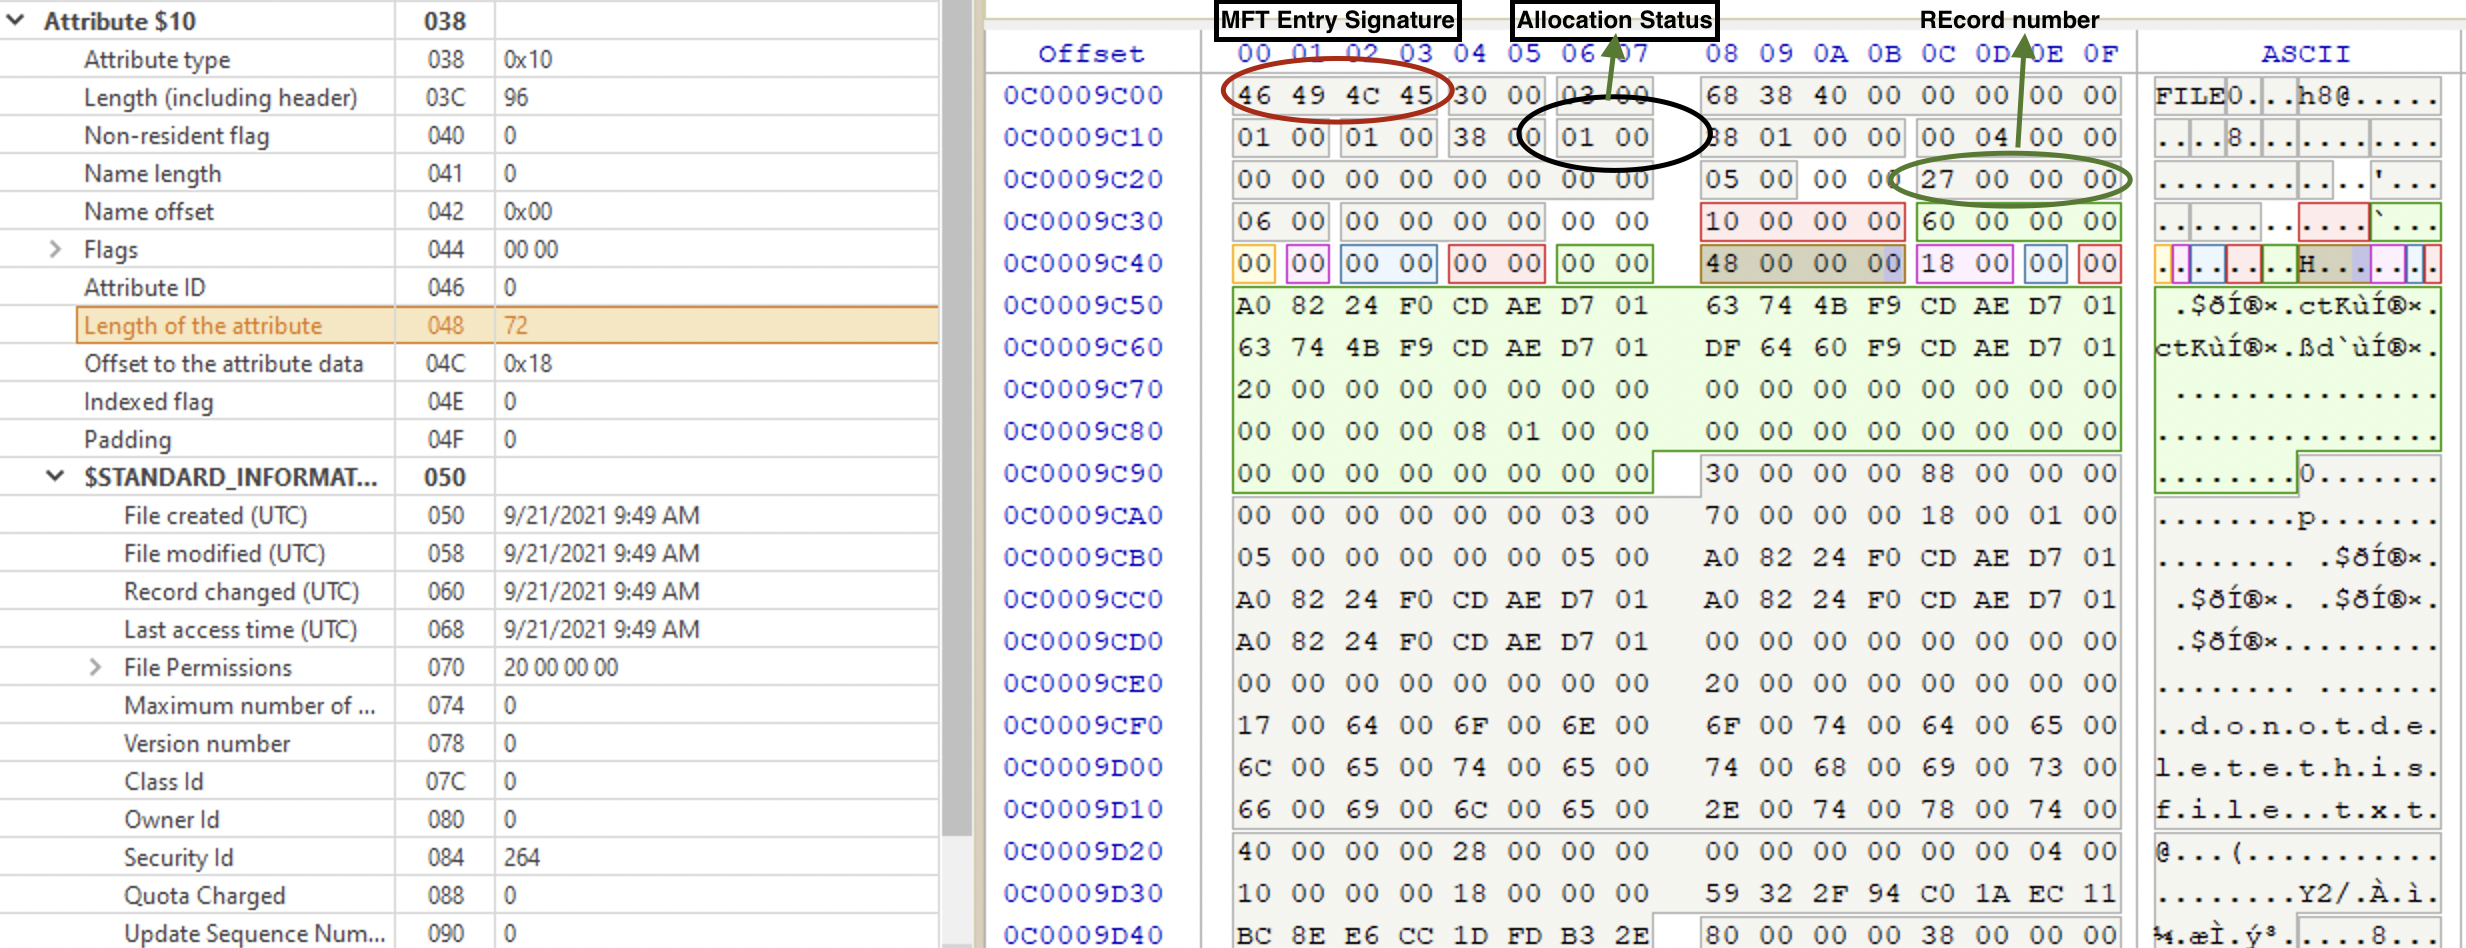 Attribute $10 038
Attribute type 038 0x10
Length (including header) 03C 96
Non-resident flag 040 0
Name length 041 0
Name offset 042 0x00
Flags 044 00 00
Attribute ID 046 0
Length of the attribute 048 72
Offset to the attribute data 04C 0x18
Indexed flag 04E 0
Padding 04F 0
$STANDARD_INFORMAT... 050
File created (UTC) 050 9/21/2021 9:49 AM
File modified (UTC) 058 9/21/2021 9:49 AM
Record changed (UTC) 060 9/21/2021 9:49 AM
Last access time (UTC) 068 9/21/2021 9:49 AM
File Permissions 070 20 00 00 00
Maximum number of ... 074 0
Version number 078 0
Class Id 07C 0
Owner Id 080 0
Security Id 084 264
Quota Charged 088 0
Update Sequence Num... 090 0
MFT Entry Signature Allocation Status REcord number
Offset 00 01 02 03 04 05 06 07 08 09 0A 0B 0C 0D 0E 0F ASCII
0C0009C00 46 49 4C 45 30 00 03 00 68 38 40 00 00 00 00 00 FILE0...h8@.....
0C0009C10 01 00 01 00 38 00 01 00 88 01 00 00 00 04 00 00 ....8...........
0C0009C20 00 00 00 00 00 00 00 00 05 00 00 00 27 00 00 00 ............'...
0C0009C30 06 00 00 00 00 00 00 00 10 00 00 00 60 00 00 00 ............`...
0C0009C40 00 00 00 00 00 00 00 00 48 00 00 00 18 00 00 00 ........H.......
0C0009C50 A0 82 24 F0 CD AE D7 01 63 74 4B F9 CD AE D7 01 .$ðÍ®×.ctKùÍ®×.
0C0009C60 63 74 4B F9 CD AE D7 01 DF 64 60 F9 CD AE D7 01 ctKùÍ®×.ßd`ùÍ®×.
0C0009C70 20 00 00 00 00 00 00 00 00 00 00 00 00 00 00 00 ...............
0C0009C80 00 00 00 00 08 01 00 00 00 00 00 00 00 00 00 00 ................
0C0009C90 00 00 00 00 00 00 00 00 30 00 00 00 88 00 00 00 ........0.......
0C0009CA0 00 00 00 00 00 00 03 00 70 00 00 00 18 00 01 00 ........p.......
0C0009CB0 05 00 00 00 00 00 05 00 A0 82 24 F0 CD AE D7 01 ........ .$ðÍ®×.
0C0009CC0 A0 82 24 F0 CD AE D7 01 A0 82 24 F0 CD AE D7 01 .$ðÍ®×. .$ðÍ®×.
0C0009CD0 A0 82 24 F0 CD AE D7 01 00 00 00 00 00 00 00 00 .$ðÍ®×.........
0C0009CE0 00 00 00 00 00 00 00 00 20 00 00 00 00 00 00 00 ........ .......
0C0009CF0 17 00 64 00 6F 00 6E 00 6F 00 74 00 64 00 65 00 ..d.o.n.o.t.d.e.
0C0009D00 6C 00 65 00 74 00 65 00 74 00 68 00 69 00 73 00 l.e.t.e.t.h.i.s.
0C0009D10 66 00 69 00 6C 00 65 00 2E 00 74 00 78 00 74 00 f.i.l.e...t.x.t.
0C0009D20 40 00 00 00 28 00 00 00 00 00 00 00 00 00 04 00 @...(...........
0C0009D30 10 00 00 00 18 00 00 00 59 32 2F 94 C0 1A EC 11 ........Y2/.À.ì.
0C0009D40 BC 8E E6 CC 1D FD B3 2E 80 00 00 00 38 00 00 00 ¼.æÌ.ý³.....8...